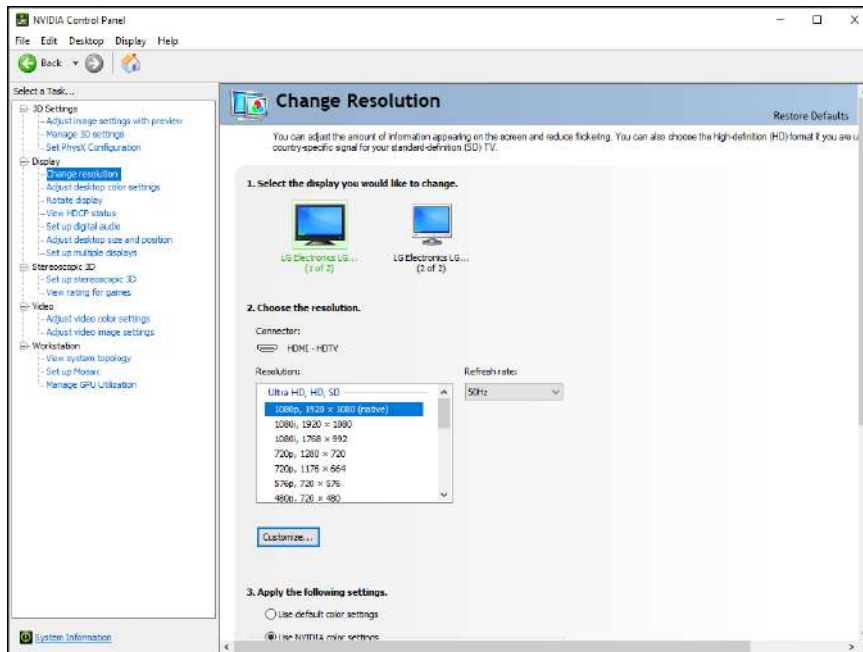 NVIDIA Control Panel
File Edit Desktop Display Help
Back
Select a Task...
3D Settings
Adjust image settings with preview
Manage 3D settings
Set PhysX Configuration
Display
Change resolution
Adjust desktop color settings
Rotate display
View HDCP status
Set up digital audio
Adjust desktop size and position
Set up multiple displays
Stereoscopic 3D
Set up stereoscopic 3D
View rating for games
Video
Adjust video color settings
Adjust video image settings
Workstation
View system topology
Set up Mosaic
Manage GPU Utilization
System Information
Change Resolution
Restore Defaults
You can adjust the amount of information appearing on the screen and reduce flickering. You can also choose the high-definition (HD) format if you are u
country-specific signal for your standard-definition (SD) TV.
1. Select the display you would like to change.
LG Electronics LG... LG Electronics LG...
(1 of 2) (2 of 2)
2. Choose the resolution.
Connector:
HDMI - HDTV
Resolution: Refresh rate:
Ultra HD, HD, SD 50Hz
1080p, 1920 × 1080 (native)
1080i, 1920 × 1080
1080i, 1768 × 992
720p, 1280 × 720
720p, 1176 × 664
576p, 720 × 576
480p, 720 × 480
Customize...
3. Apply the following settings.
Use default color settings
Use NVIDIA color settings